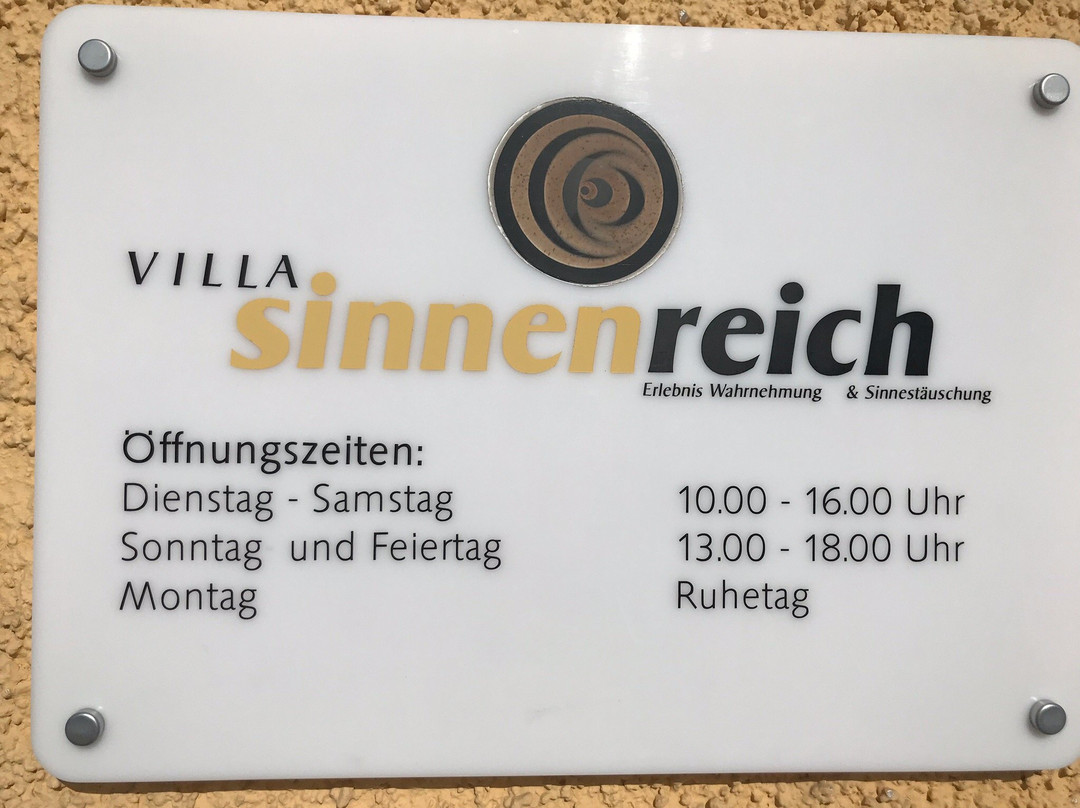 VILLA
sinnenreich
Erlebnis Wahrnehmung & Sinnestäuschung
Öffnungszeiten:
Dienstag - Samstag 10.00 - 16.00 Uhr
Sonntag und Feiertag 13.00 - 18.00 Uhr
Montag Ruhetag